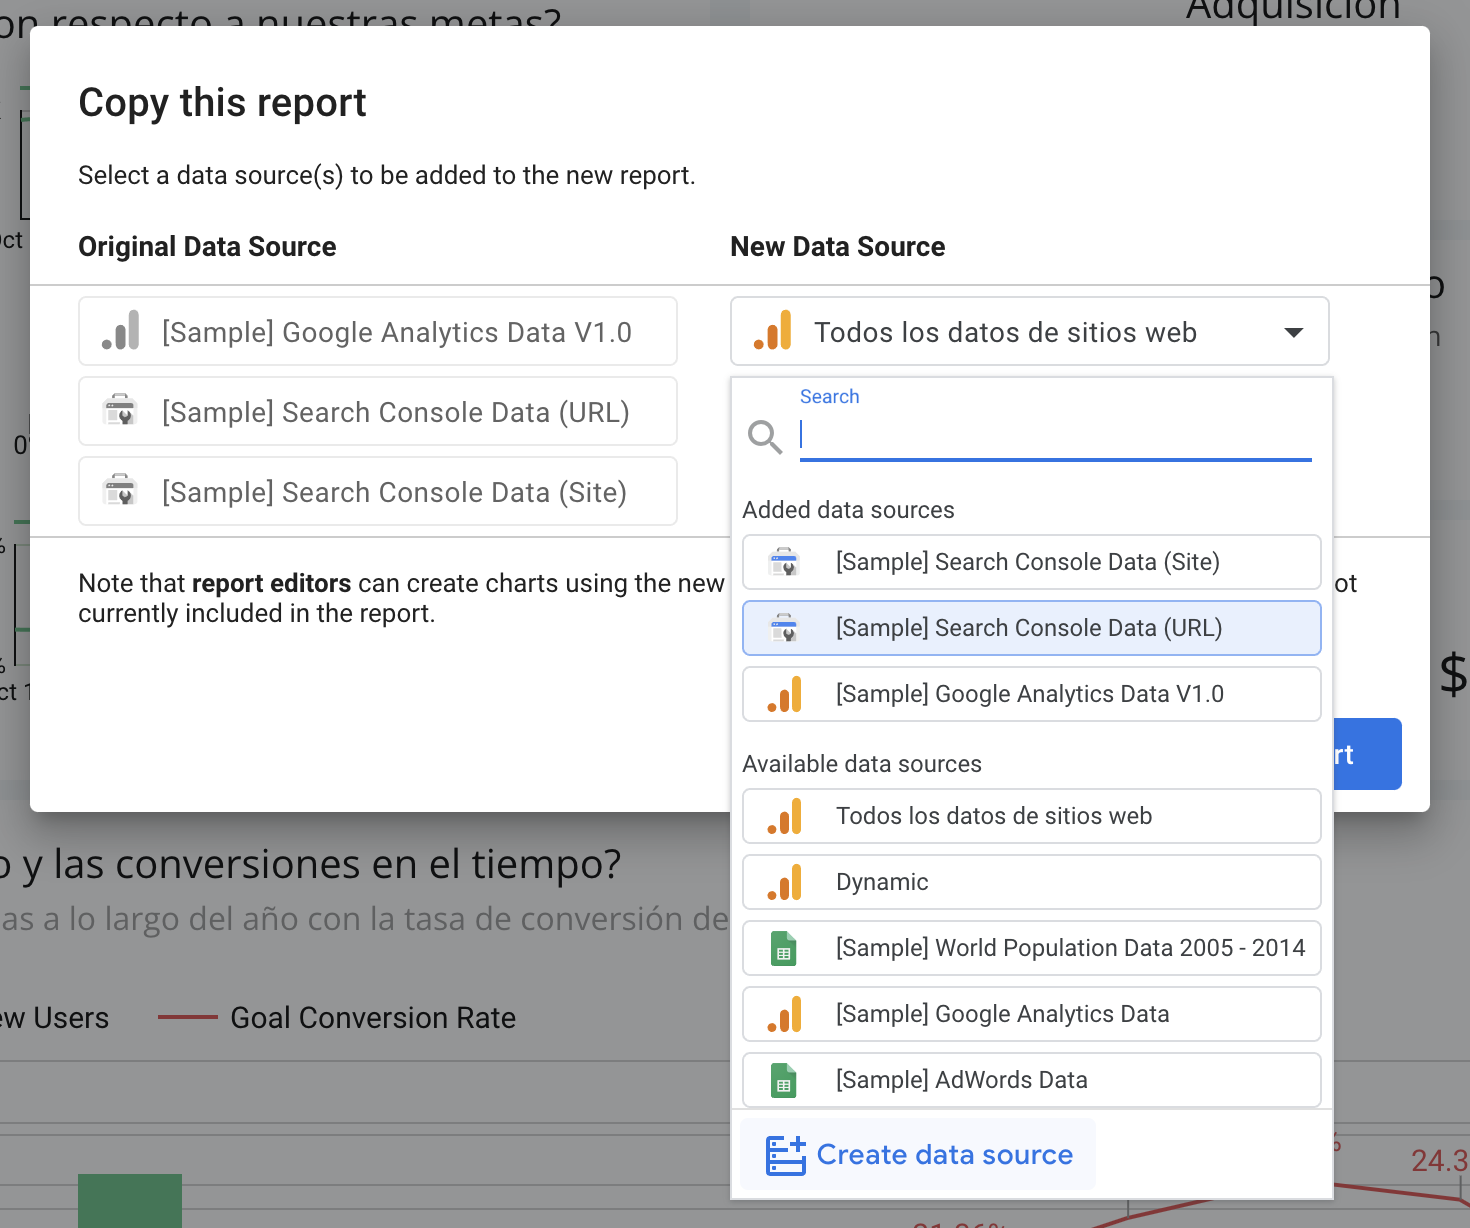 on respecto a nuestras metas?
Adquisición
Copy this report
Select a data source(s) to be added to the new report.
Original Data Source
New Data Source
[Sample] Google Analytics Data V1.0
Todos los datos de sitios web
[Sample] Search Console Data (URL)
[Sample] Search Console Data (Site)
Search
Added data sources
[Sample] Search Console Data (Site)
[Sample] Search Console Data (URL)
[Sample] Google Analytics Data V1.0
Available data sources
Todos los datos de sitios web
Dynamic
[Sample] World Population Data 2005 - 2014
[Sample] Google Analytics Data
[Sample] AdWords Data
Create data source
Note that report editors can create charts using the new
ot
currently included in the report.
rt
$
o y las conversiones en el tiempo?
as a lo largo del año con la tasa de conversión de
ew Users
Goal Conversion Rate
24.3